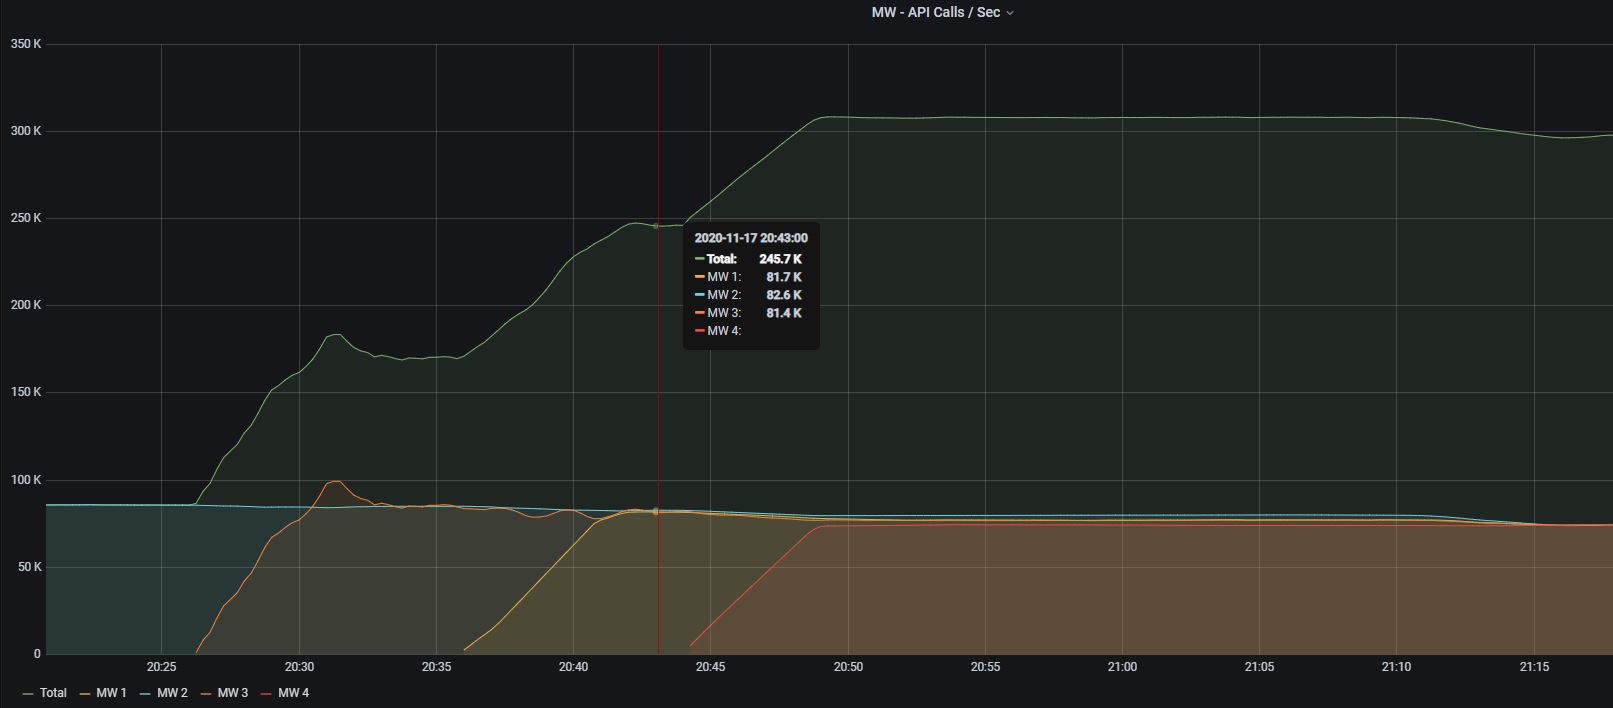 MW - API Calls / Sec
350 K
300 K
250 K
200 K
150 K
100 K
50 K
0
2020-11-17 20:43:00
Total: 245.7 K
MW 1: 81.7 K
MW 2: 82.6 K
MW 3: 81.4 K
MW 4:
20:25 20:30 20:35 20:40 20:45 20:50 20:55 21:00 21:05 21:10 21:15
Total MW 1 MW 2 MW 3 MW 4